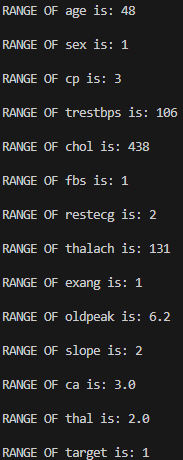 RANGE OF age is: 48
RANGE OF sex is: 1
RANGE OF cp is: 3
RANGE OF trestbps is: 106
RANGE OF chol is: 438
RANGE OF fbs is: 1
RANGE OF restecg is: 2
RANGE OF thalach is: 131
RANGE OF exang is: 1
RANGE OF oldpeak is: 6.2
RANGE OF slope is: 2
RANGE OF ca is: 3.0
RANGE OF thal is: 2.0
RANGE OF target is: 1